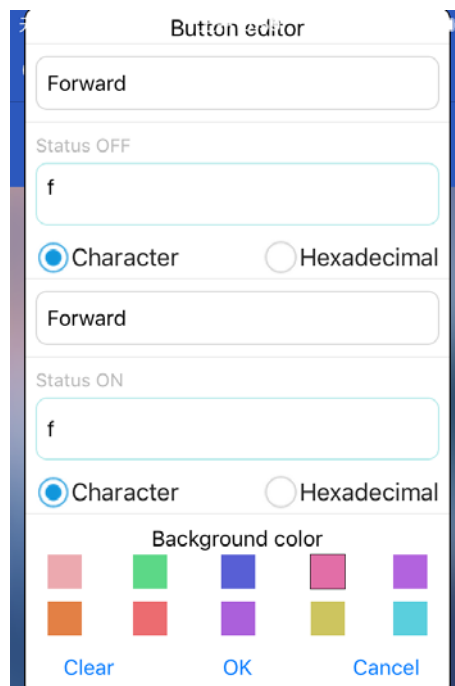 Button editor
Forward
Status OFF
f
Character Hexadecimal
Forward
Status ON
f
Character Hexadecimal
Background color
Clear OK Cancel